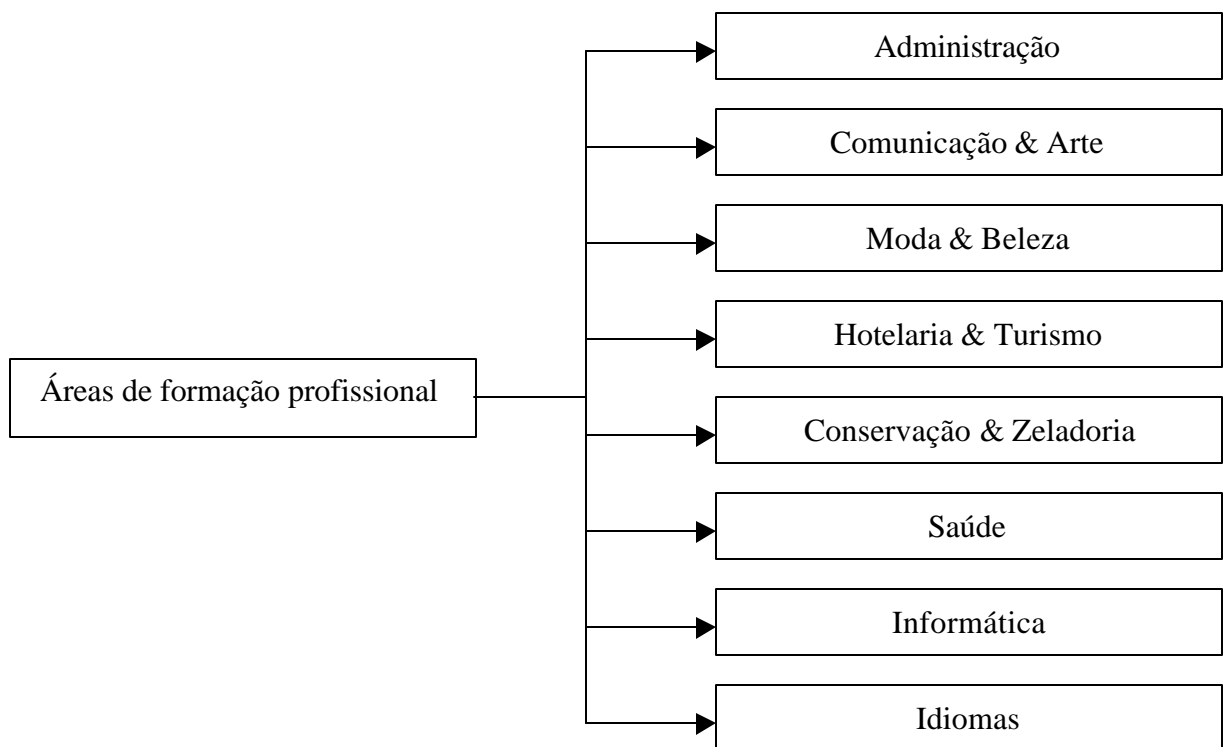 Administração
Comunicação & Arte
Moda & Beleza
Hotelaria & Turismo
Áreas de formação profissional
Conservação & Zeladoria
Saúde
Informática
Idiomas